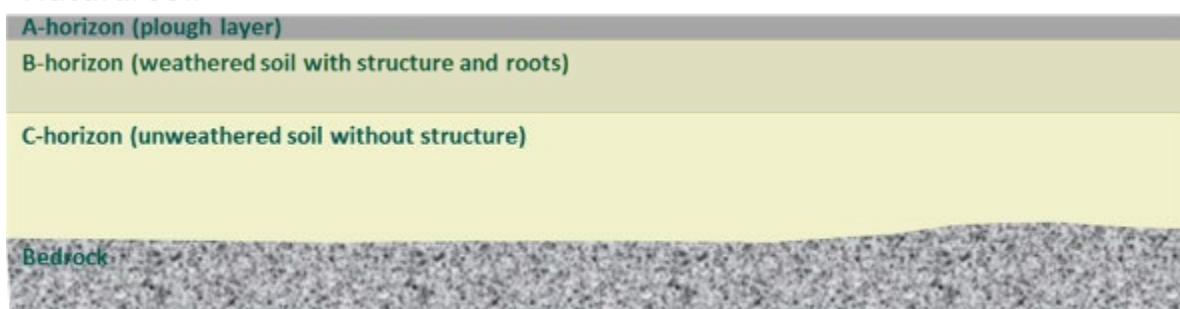 A-horizon (plough layer)
B-horizon (weathered soil with structure and roots)
C-horizon (unweathered soil without structure)
Bedrock